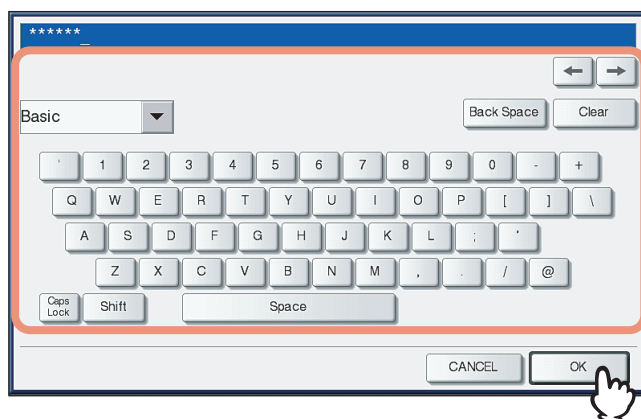 ******_
← →
Basic Back Space Clear
' 1 2 3 4 5 6 7 8 9 0 - +
Q W E R T Y U I O P [ ] \
A S D F G H J K L ; '
Z X C V B N M , . / @
Caps Lock Shift Space
CANCEL OK